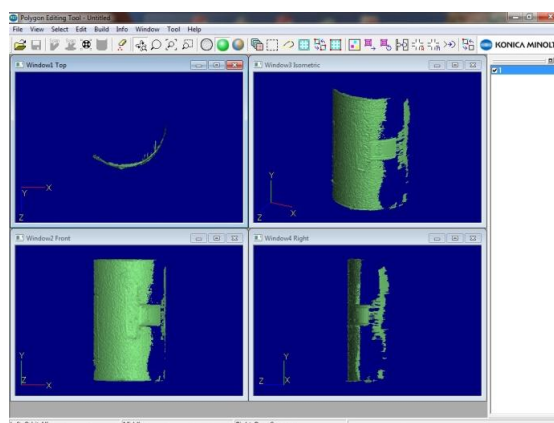 Polygon Editing Tool - Untitled
File View Select Edit Build Info Window Tool Help
KONICA MINOLT
Window1 Top
Window3 Isometric
1
Y
X
Z
Y
X
Z
Window2 Front
Window4 Right
Y
Z
X
Y
Z
X